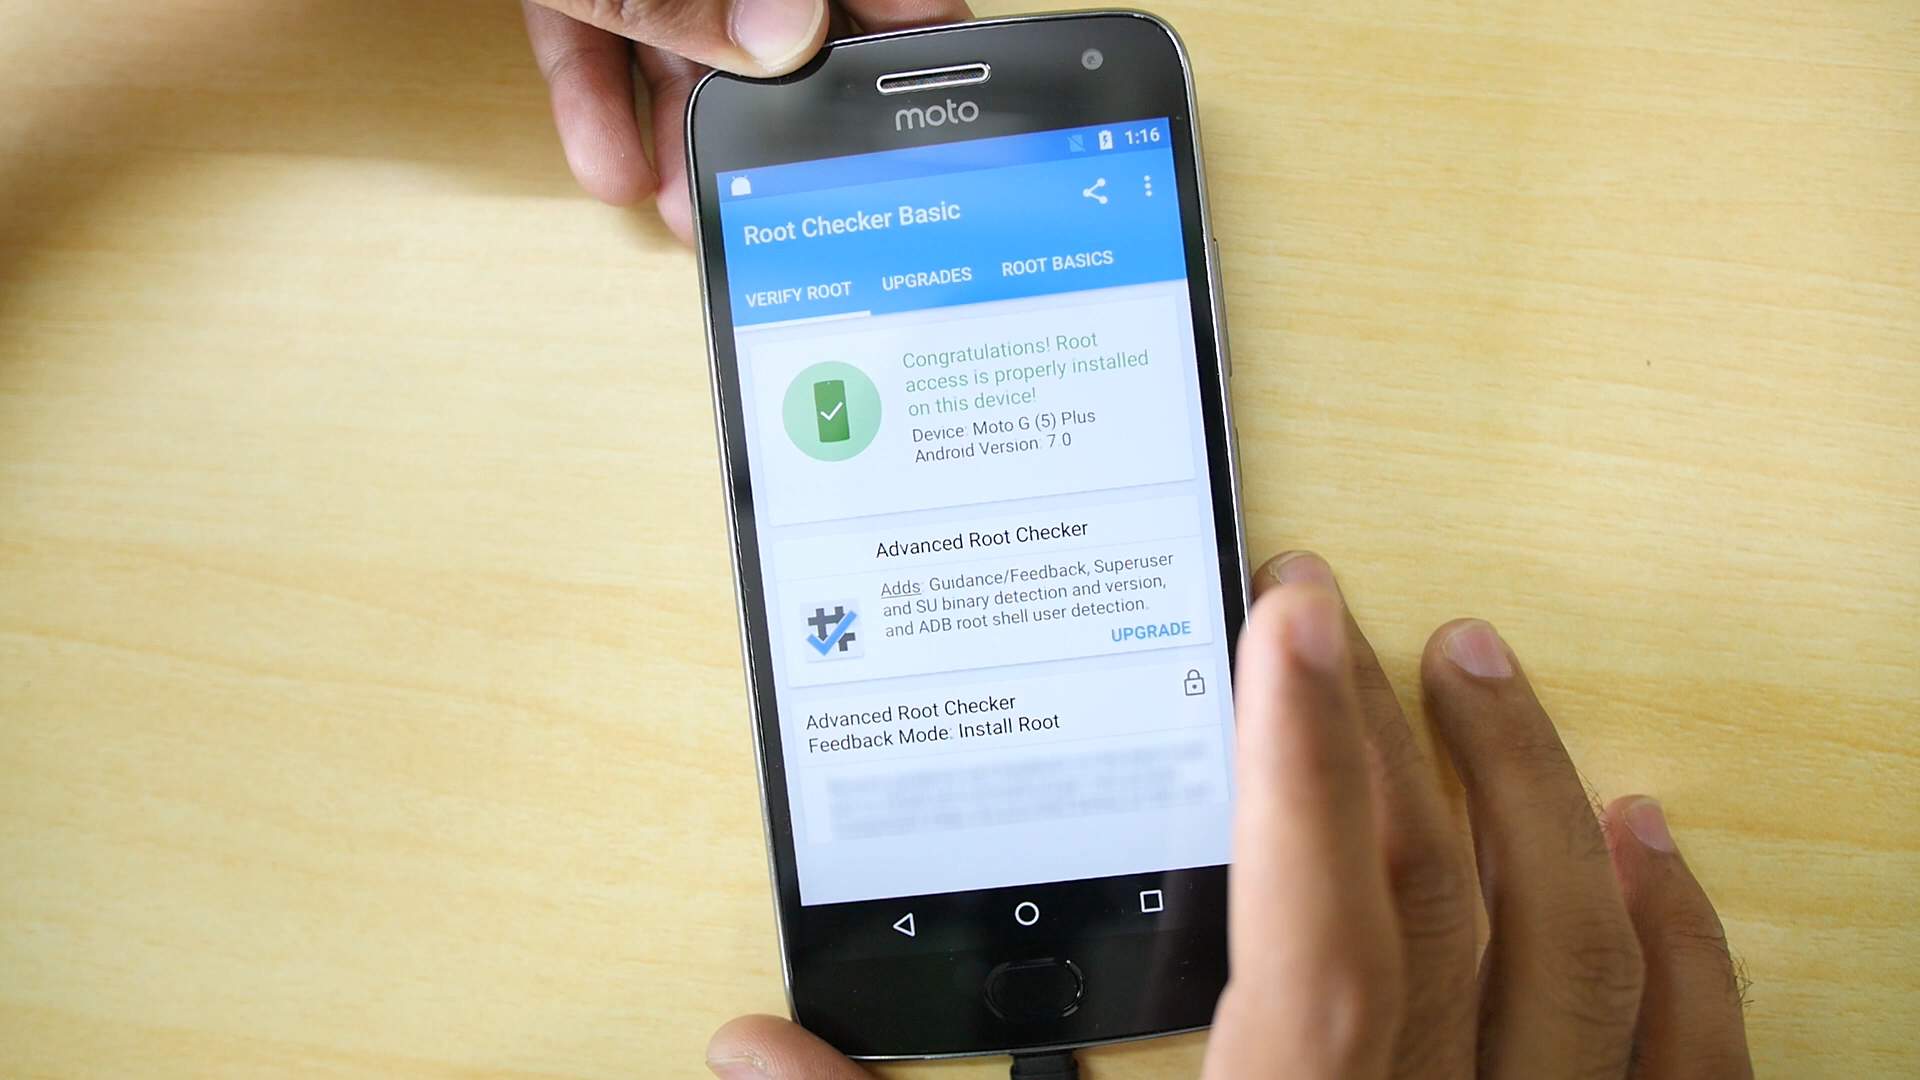 moto
1:16
Root Checker Basic
VERIFY ROOT UPGRADES ROOT BASICS
Congratulations! Root
access is properly installed
on this device!
Device: Moto G (5) Plus
Android Version: 7.0
Advanced Root Checker
Adds: Guidance/Feedback, Superuser
and SU binary detection and version,
and ADB root shell user detection.
UPGRADE
Advanced Root Checker
Feedback Mode: Install Root